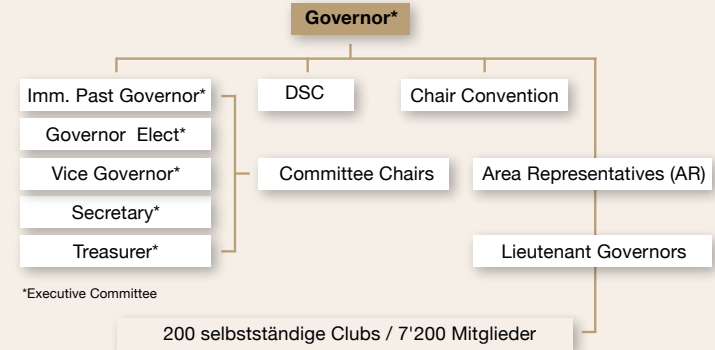 Governor*
Imm. Past Governor*
DSC
Chair Convention
Governor Elect*
Vice Governor*
Committee Chairs
Area Representatives (AR)
Secretary*
Treasurer*
Lieutenant Governors
*Executive Committee
200 selbstständige Clubs / 7'200 Mitglieder